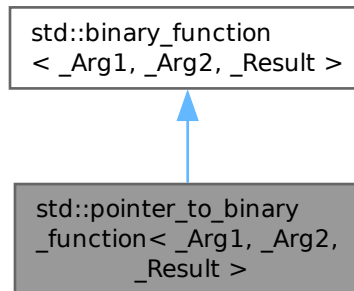 std::binary_function
< _Arg1, _Arg2, _Result >
std::pointer_to_binary
_function< _Arg1, _Arg2,
_Result >